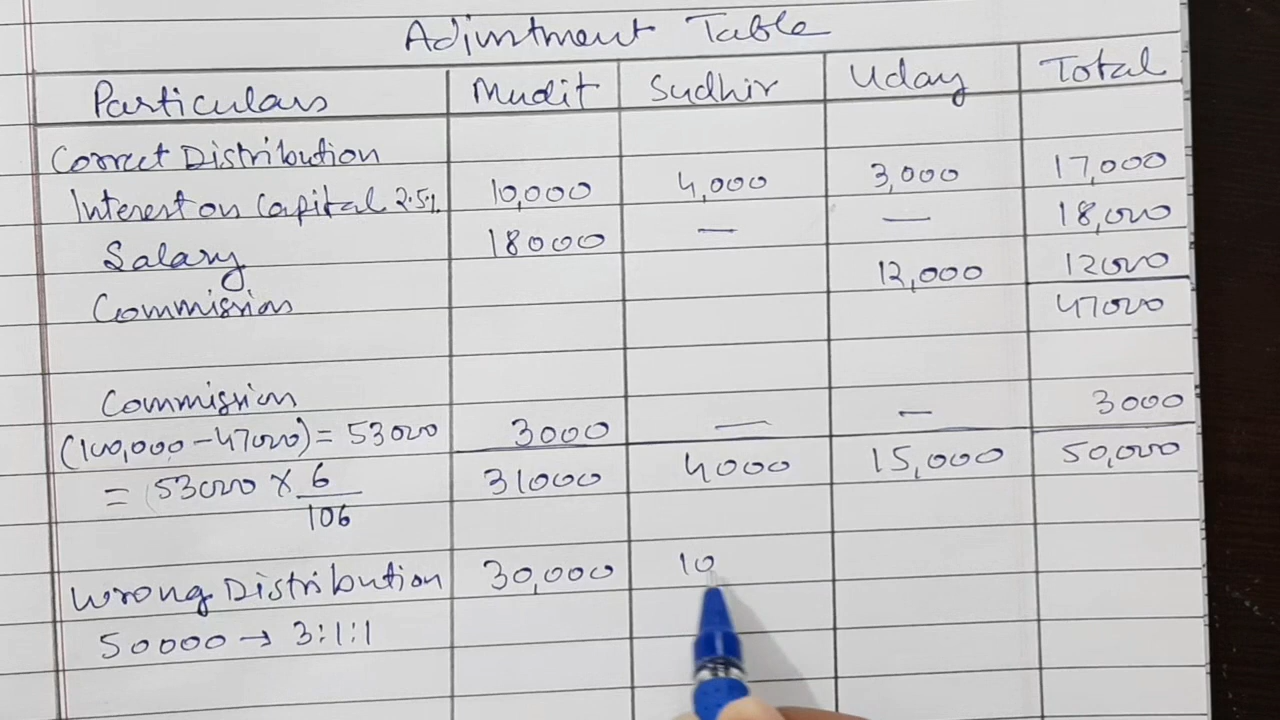 Adjustment Table
Particulars Mudit Sudhir Uday Total
Correct Distribution
Interest on Capital 2.5%. 10,000 4,000 3,000 17,000
Salary 18000 — — 18,000
Commission 12,000 12000
47000
Commission
(100,000 - 47000) = 53000 3000 — — 3000
= (53000 × 6/106 31000 4000 15,000 50,000
Wrong Distribution 30,000 10
50000 → 3:1:1